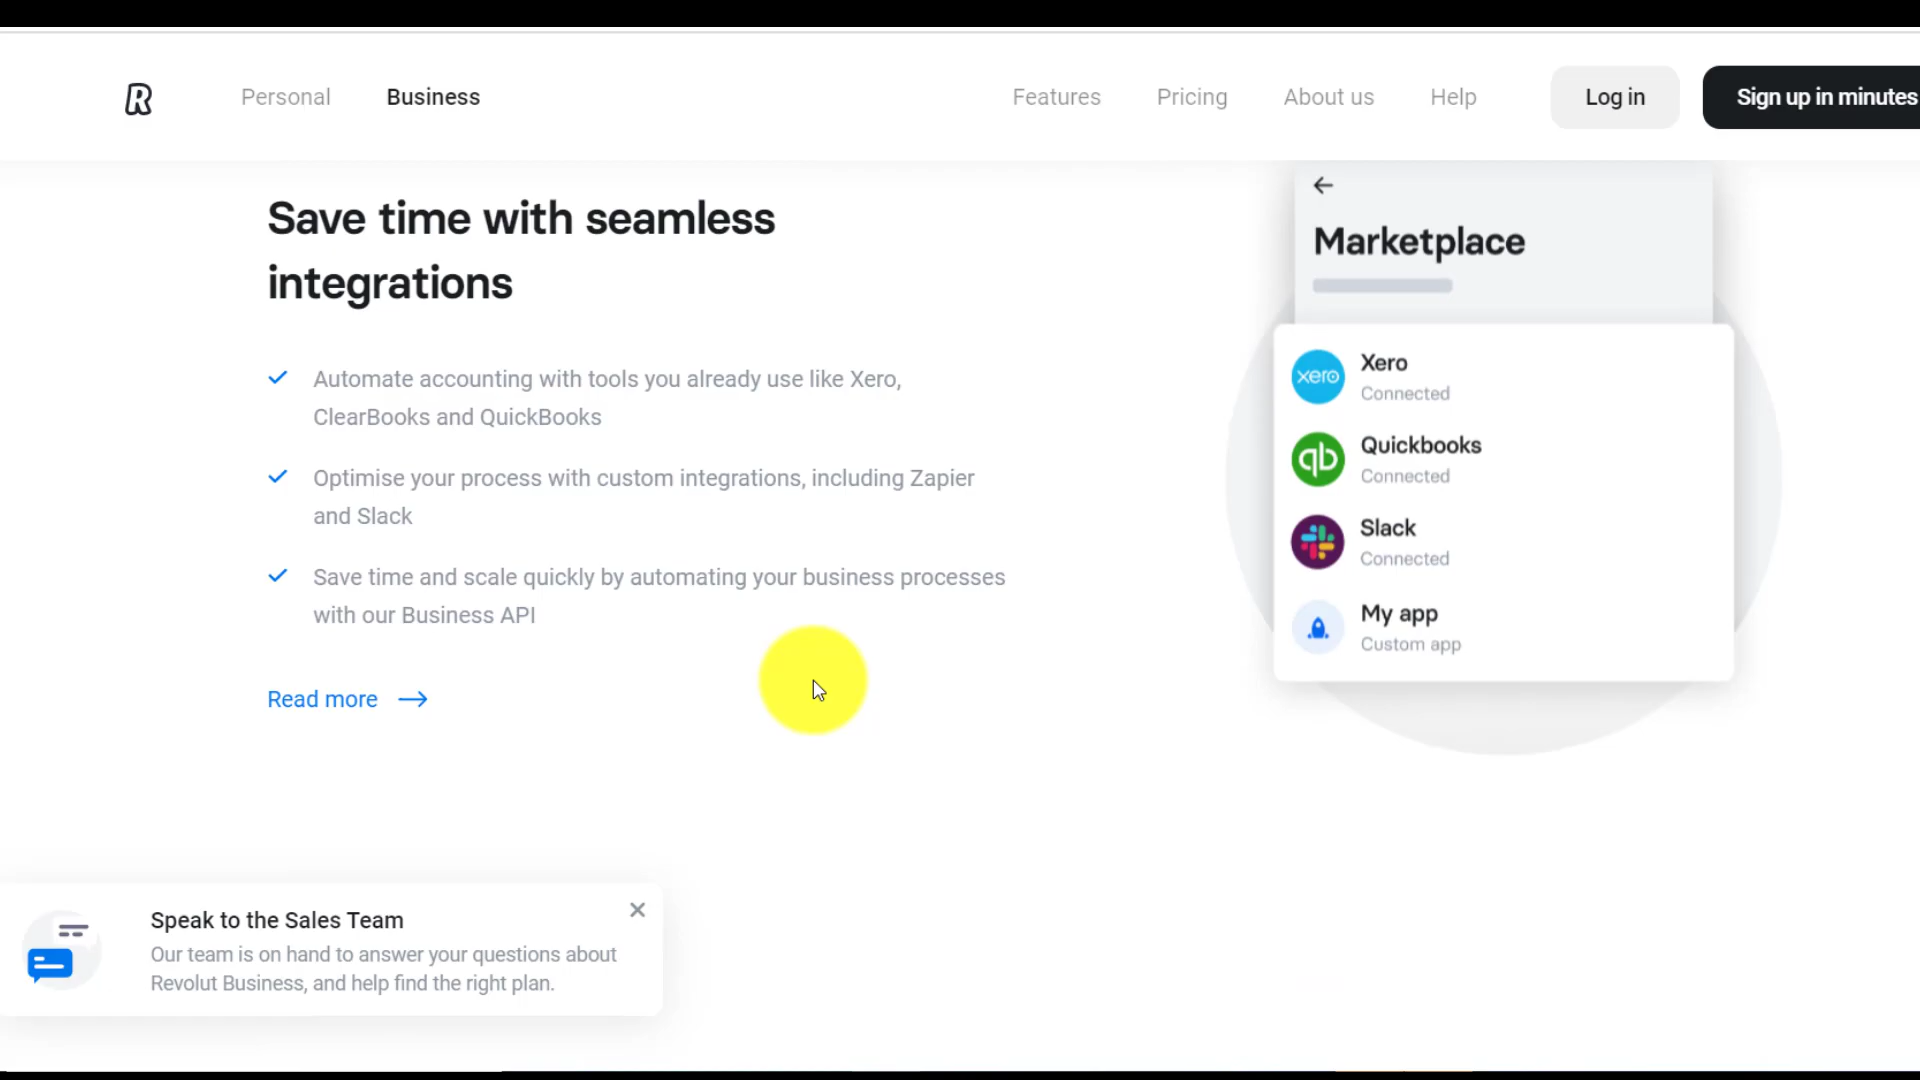 R
Personal
Business
Features
Pricing
About us
Help
Log in
Sign up in minutes
Save time with seamless
integrations
Automate accounting with tools you already use like Xero,
ClearBooks and QuickBooks
Optimise your process with custom integrations, including Zapier
and Slack
Save time and scale quickly by automating your business processes
with our Business API
Read more
Marketplace
xero
Xero
Connected
qb
Quickbooks
Connected
Slack
Connected
My app
Custom app
Speak to the Sales Team
Our team is on hand to answer your questions about
Revolut Business, and help find the right plan.